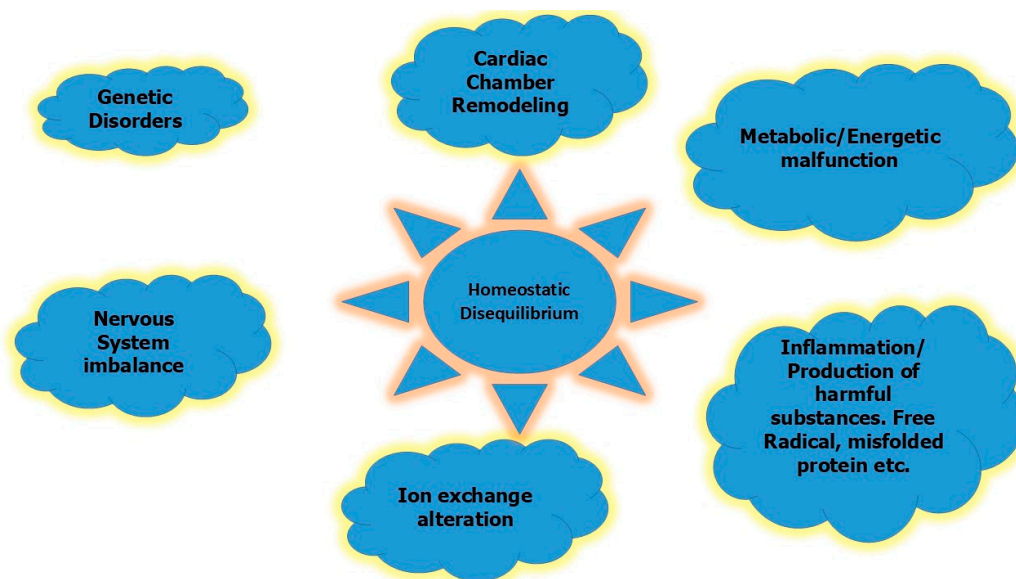 Genetic
Disorders
Cardiac
Chamber
Remodeling
Metabolic/Energetic
malfunction
Homeostatic
Disequilibrium
Nervous
System
imbalance
Inflammation/
Production of
harmful
substances. Free
Radical, misfolded
protein etc.
Ion exchange
alteration